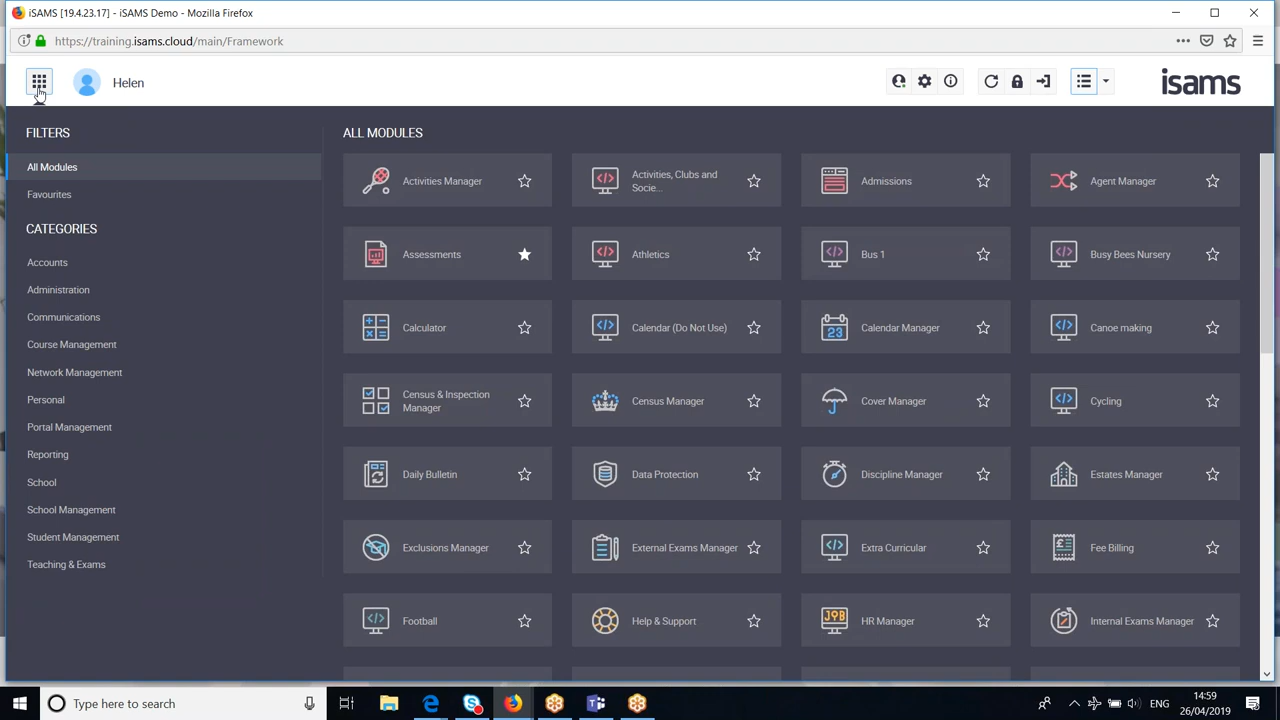 iSAMS [19.4.23.17] - iSAMS Demo - Mozilla Firefox
https://training.isams.cloud/main/Framework
Helen
isams
FILTERS
All Modules
Favourites
CATEGORIES
Accounts
Administration
Communications
Course Management
Network Management
Personal
Portal Management
Reporting
School
School Management
Student Management
Teaching & Exams
ALL MODULES
Activities Manager
Activities, Clubs and
Socie...
Admissions
Agent Manager
Assessments
Athletics
Bus 1
Busy Bees Nursery
Calculator
Calendar (Do Not Use)
23
Calendar Manager
Canoe making
Census & Inspection
Manager
Census Manager
Cover Manager
Cycling
Daily Bulletin
Data Protection
Discipline Manager
Estates Manager
Exclusions Manager
External Exams Manager
Extra Curricular
Fee Billing
Football
Help & Support
JOB
HR Manager
Internal Exams Manager
Type here to search
ENG
14:59
26/04/2019